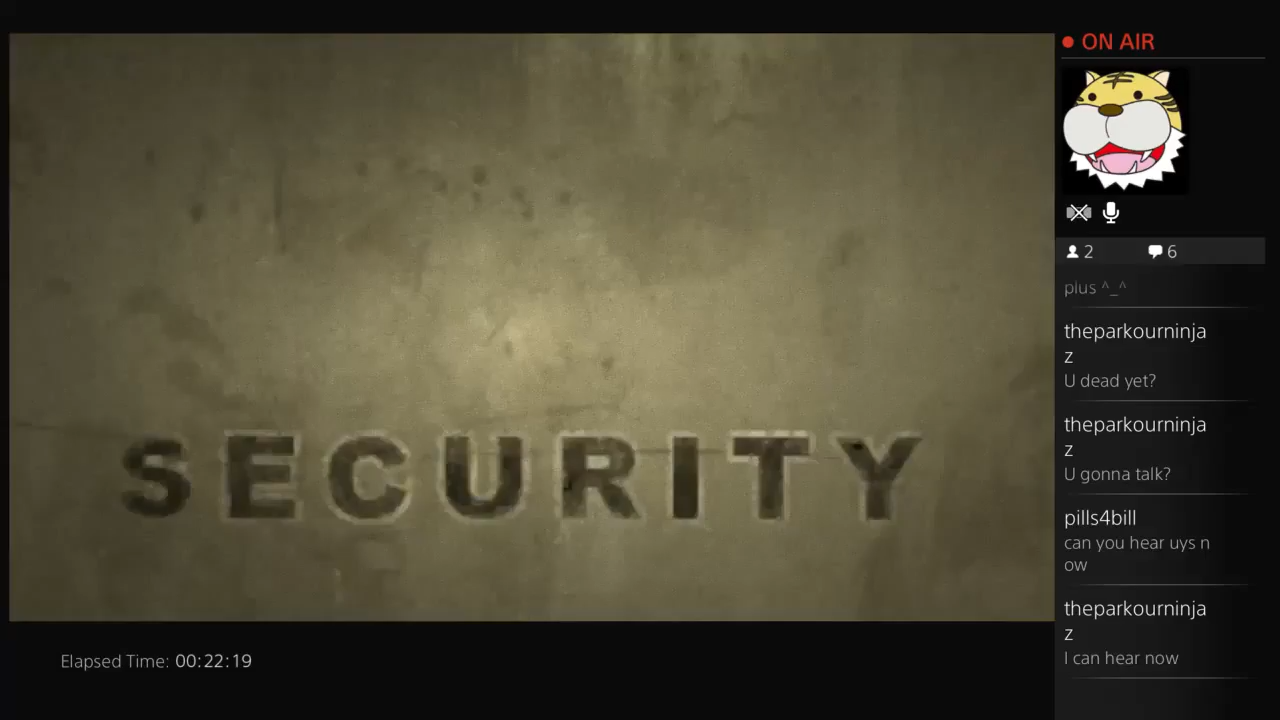 SECURITY
Elapsed Time: 00:22:19
ON AIR
2 6
pius ^_^
theparkourninja
z
U dead yet?
theparkourninja
z
U gonna talk?
pills4bill
can you hear uys n
ow
theparkourninja
z
I can hear now